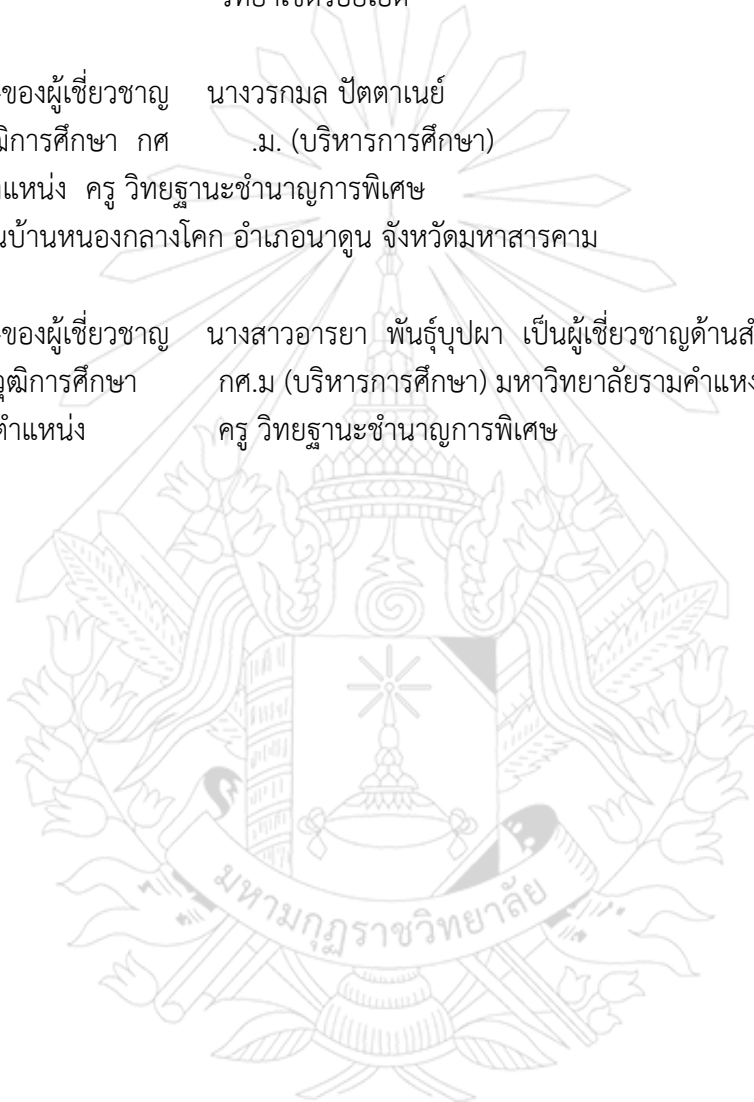 วิทยาเขตร้อยเอ็ด
ของผู้เชี่ยวชาญ นางวรกมล ปัตตาเนย์
ฒิการศึกษา กศ .ม. (บริหารการศึกษา)
แหน่ง ครู วิทยฐานะชำนาญการพิเศษ
นบ้านหนองกลางโคก อำเภอนาดูน จังหวัดมหาสารคาม
ของผู้เชี่ยวชาญ นางสาวอารยา พันธุ์บุปผา เป็นผู้เชี่ยวชาญด้านส
วุฒิการศึกษา กศ.ม (บริหารการศึกษา) มหาวิทยาลัยรามคำแหง
ตำแหน่ง ครู วิทยฐานะชำนาญการพิเศษ
มหามกุฏราชวิทยาลัย